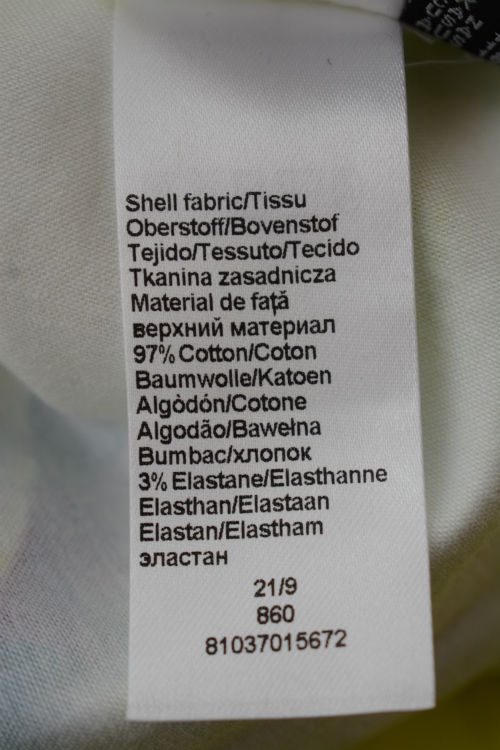 Shell fabric/Tissu
Oberstoff/Bovenstof
Tejido/Tessuto/Tecido
Tkanina zasadnicza
Material de față
верхний материал
97% Cotton/Coton
Baumwolle/Katoen
Algòdón/Cotone
Algodão/Bawełna
Bumbac/хлопок
3% Elastane/Elasthanne
Elasthan/Elastaan
Elastan/Elastham
эластан
21/9
860
81037015672